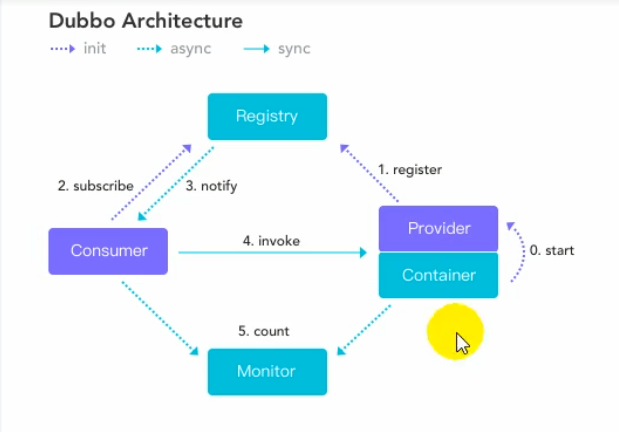 Dubbo Architecture
init async sync
Registry
1. register
2. subscribe 3. notify
Provider
4. invoke
Consumer
0. start
Container
5. count
Monitor